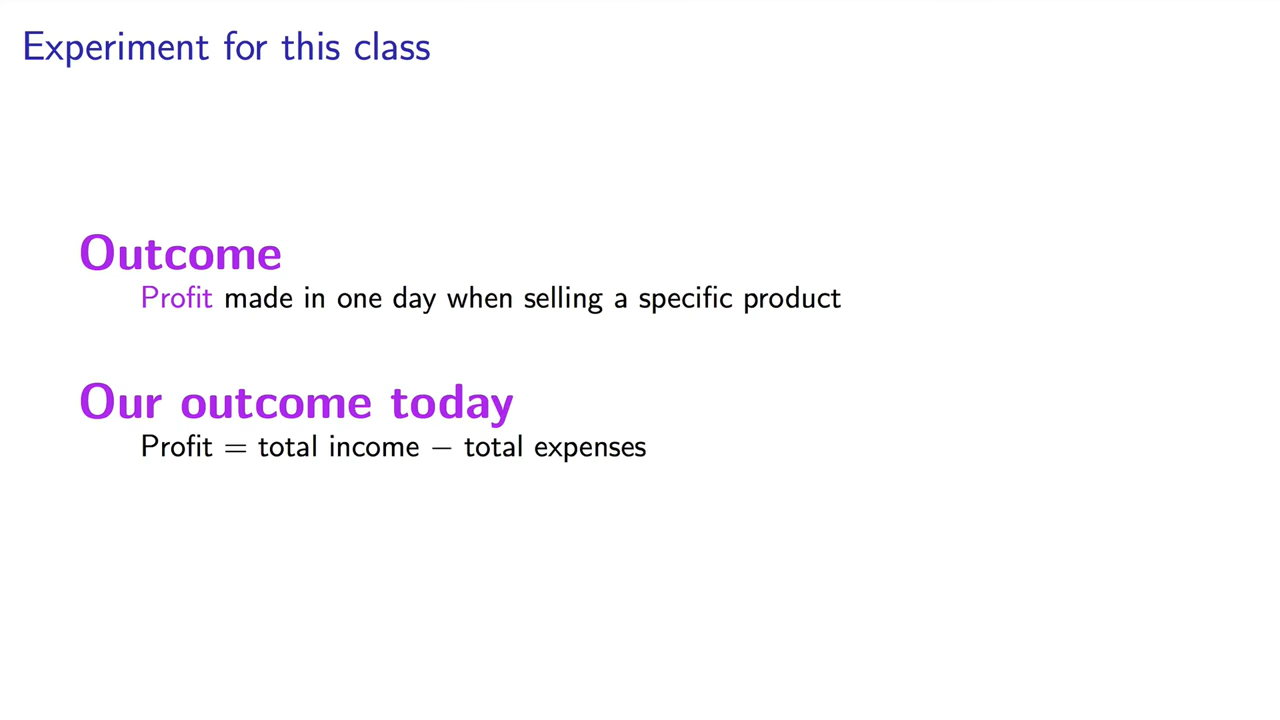 Experiment for this class
Outcome
Profit made in one day when selling a specific product
Our outcome today
Profit = total income − total expenses